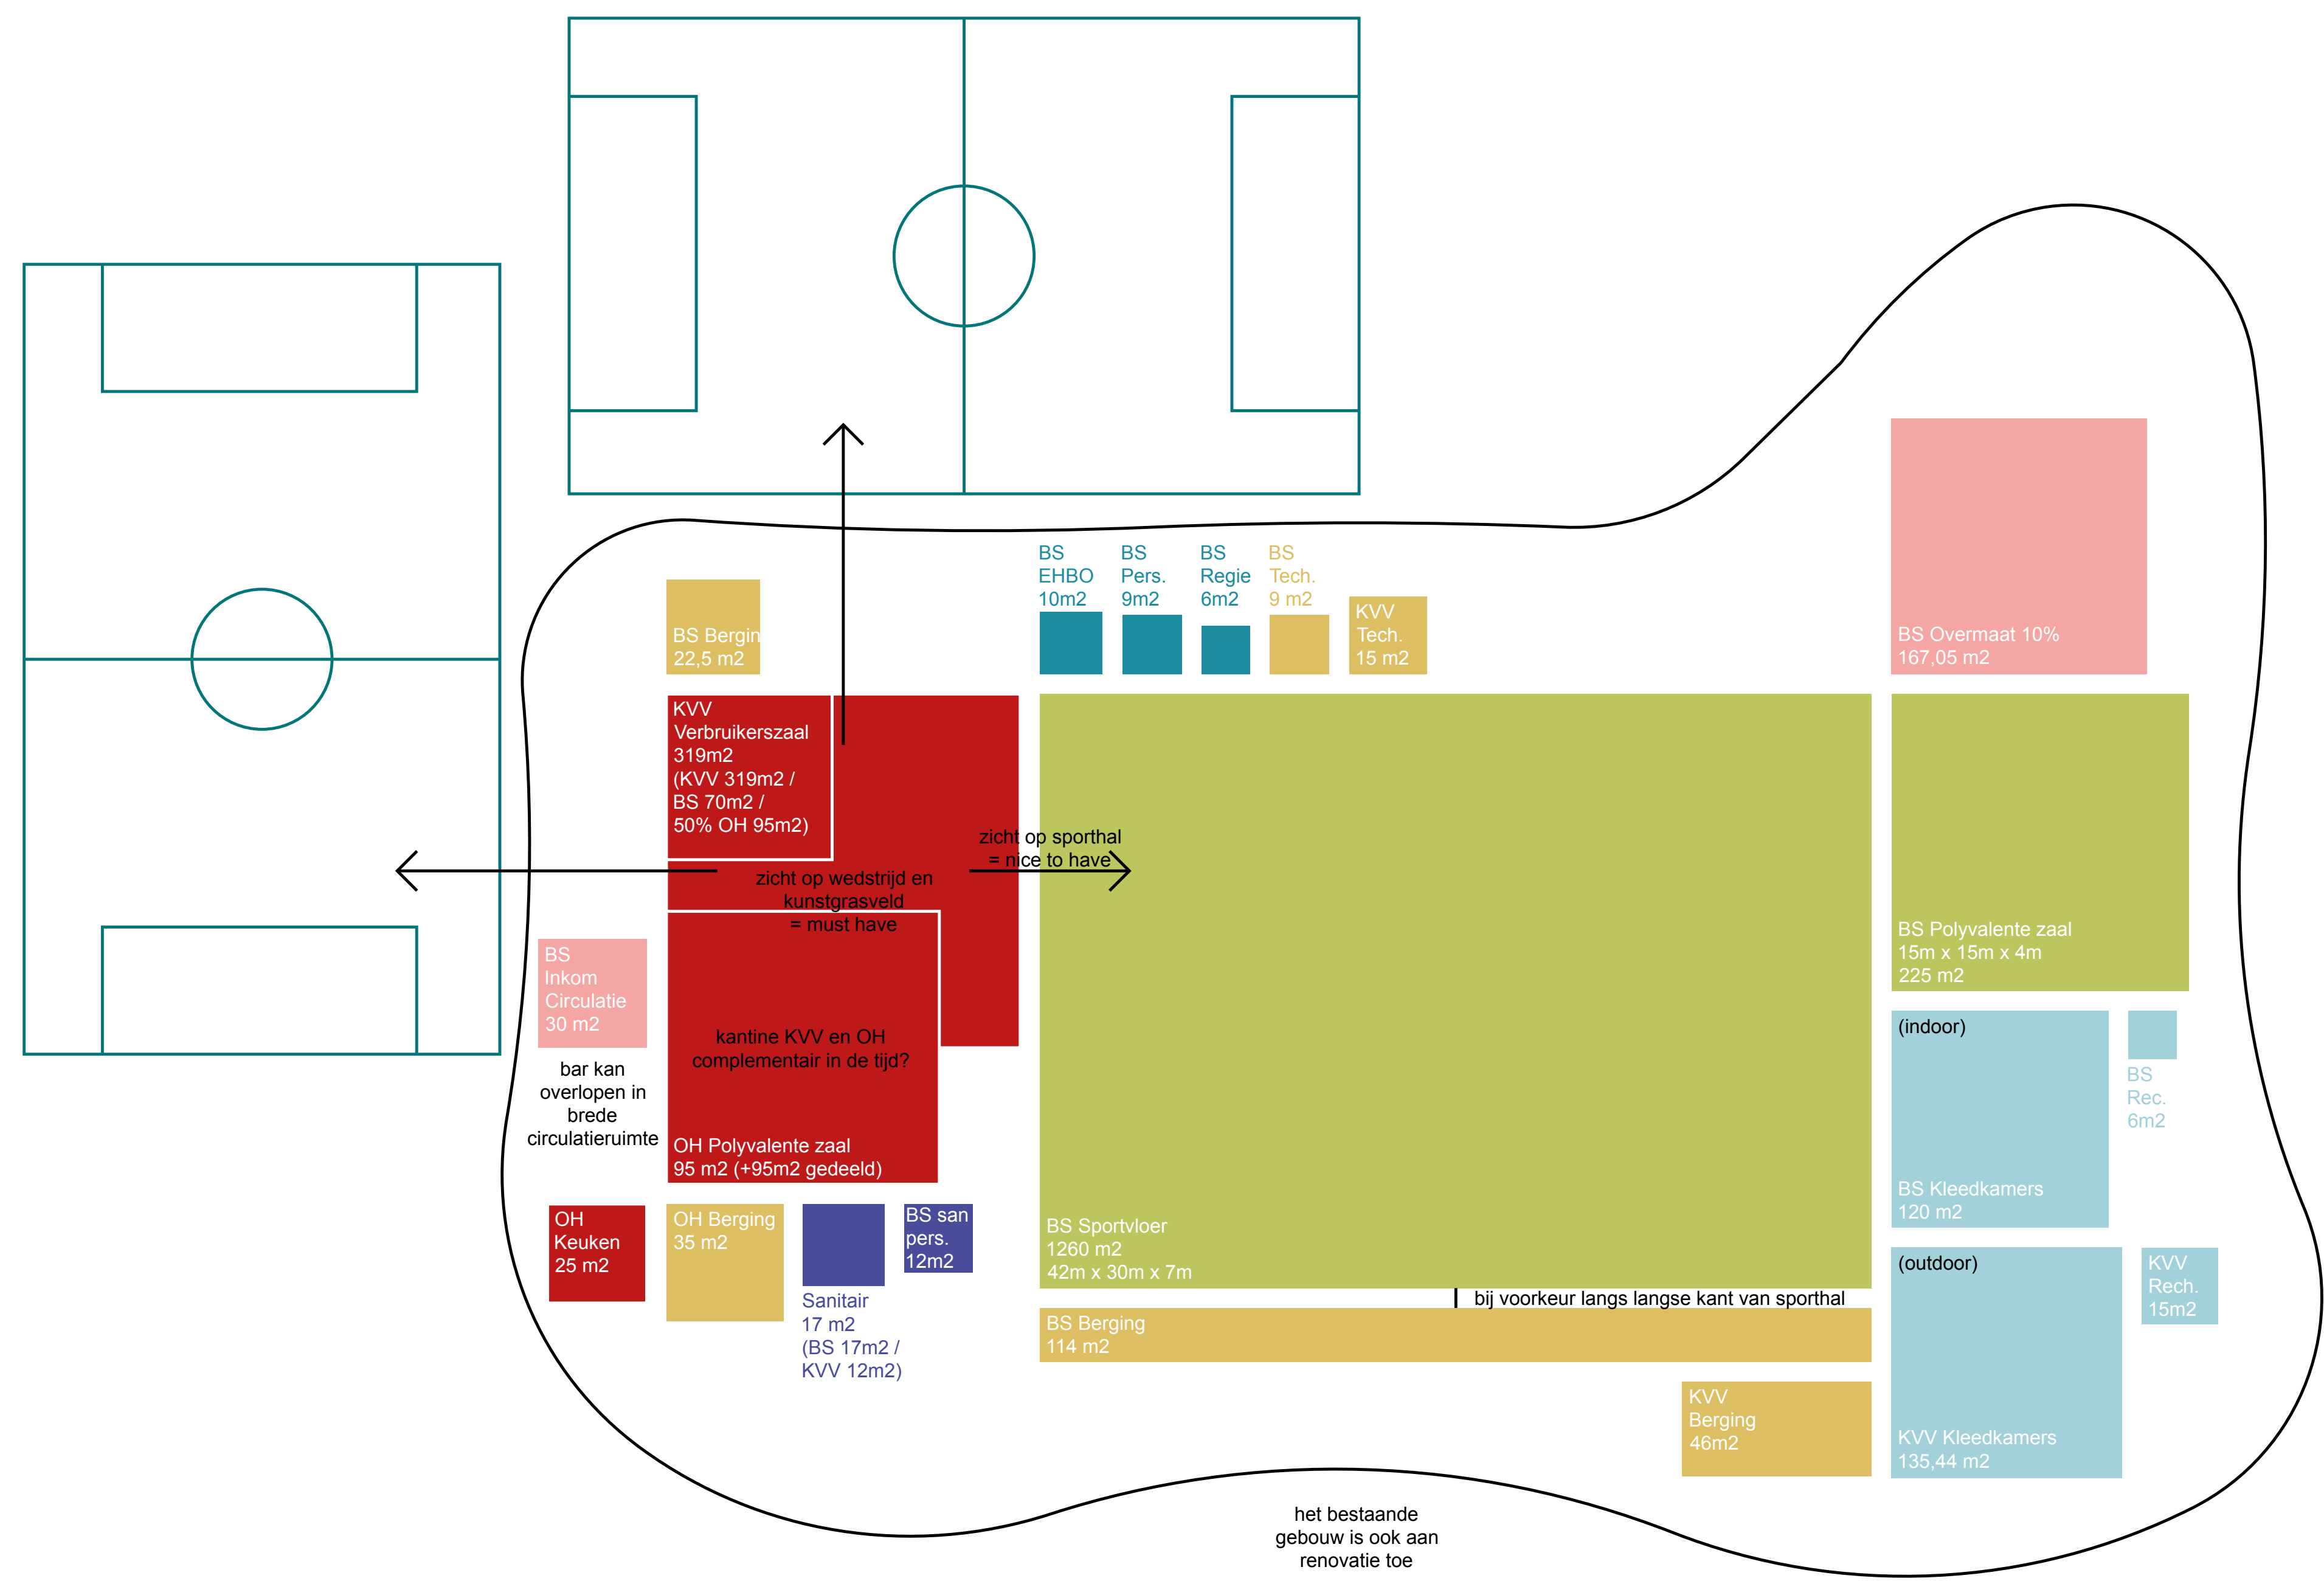 BS
EHBO
10m2
BS
Pers.
9m2
BS
Regie
6m2
BS
Tech.
9 m2
KVV
Tech.
15 m2
BS Bergin
22,5 m2
BS Overmaat 10%
167,05 m2
KVV
Verbruikerszaal
319m2
(KVV 319m2 /
BS 70m2 /
50% OH 95m2)
zicht op sporthal
= nice to have
zicht op wedstrijd en
kunstgrasveld
= must have
BS Polyvalente zaal
15m x 15m x 4m
225 m2
BS
Inkom
Circulatie
30 m2
bar kan
overlopen in
brede
circulatieruimte
kantine KVV en OH
complementair in de tijd?
OH Polyvalente zaal
95 m2 (+95m2 gedeeld)
(indoor)
BS Kleedkamers
120 m2
BS
Rec.
6m2
OH
Keuken
25 m2
OH Berging
35 m2
Sanitair
17 m2
(BS 17m2 /
KVV 12m2)
BS san
pers.
12m2
BS Sportvloer
1260 m2
42m x 30m x 7m
bij voorkeur langs langse kant van sporthal
BS Berging
114 m2
KVV
Berging
46m2
(outdoor)
KVV Kleedkamers
135,44 m2
KVV
Rech.
15m2
het bestaande
gebouw is ook aan
renovatie toe